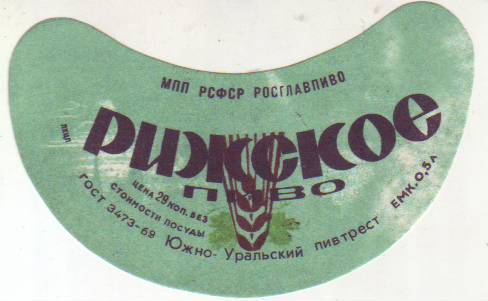 МПП РСФСР РОСГЛАВПИВО
РИЖСКОЕ
ПИВО
ЦЕНА 29 КОП. БЕЗ
СТОИМОСТИ ПОСУДЫ
ГОСТ 3473-69 Южно-Уральский пивтрест ЕМК. 0,5 л